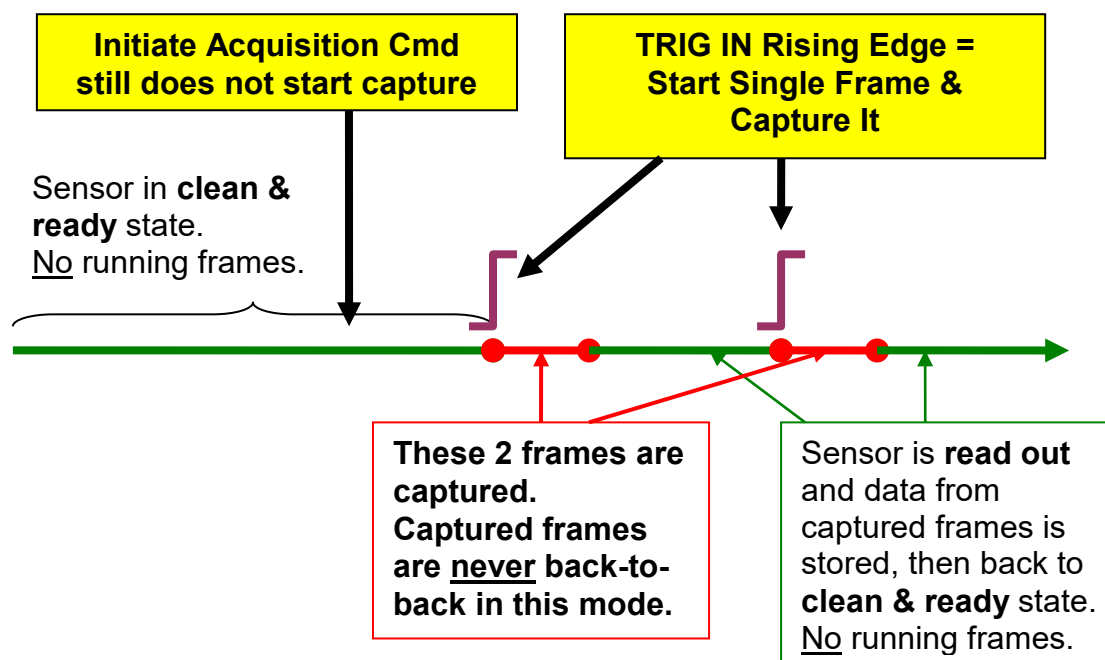 Initiate Acquisition Cmd
still does not start capture
TRIG IN Rising Edge =
Start Single Frame &
Capture It
Sensor in clean &
ready state.
No running frames.
These 2 frames are
captured.
Captured frames
are never back-to-
back in this mode.
Sensor is read out
and data from
captured frames is
stored, then back to
clean & ready state.
No running frames.